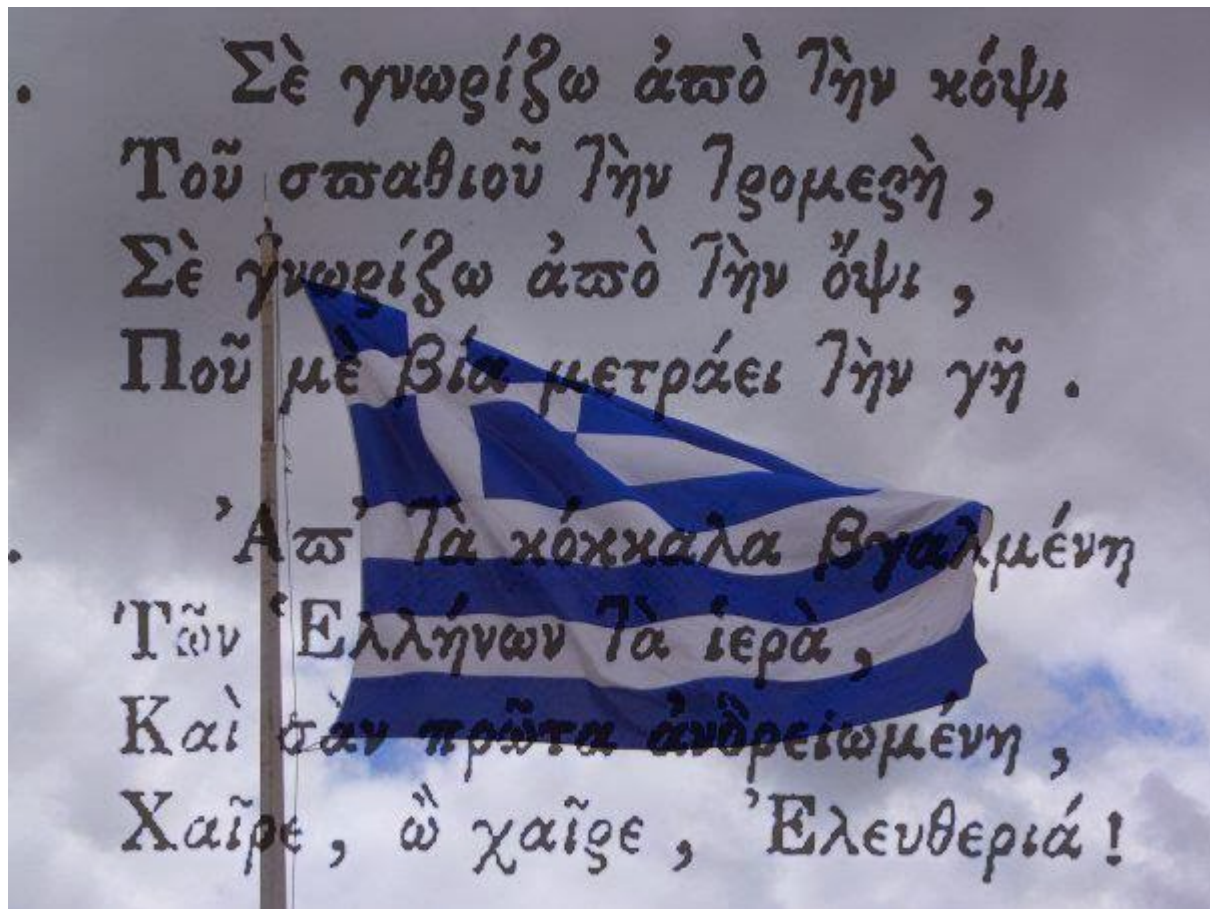 Σὲ γνωρίζω ἀπὸ τὴν κόψι
Τοῦ σπαθιοῦ τὴν τρομερὴ,
Σὲ γνωρίζω ἀπὸ τὴν ὄψι,
Ποῦ μὲ βία μετράει τὴν γῆ.
Ἀπ' τὰ κόκκαλα βγαλμένη
Τῶν Ἑλλήνων τὰ ἱερὰ,
Καὶ σὰν πρῶτα ἀνδρειωμένη,
Χαῖρε, ὦ χαῖρε, Ἐλευθεριά!